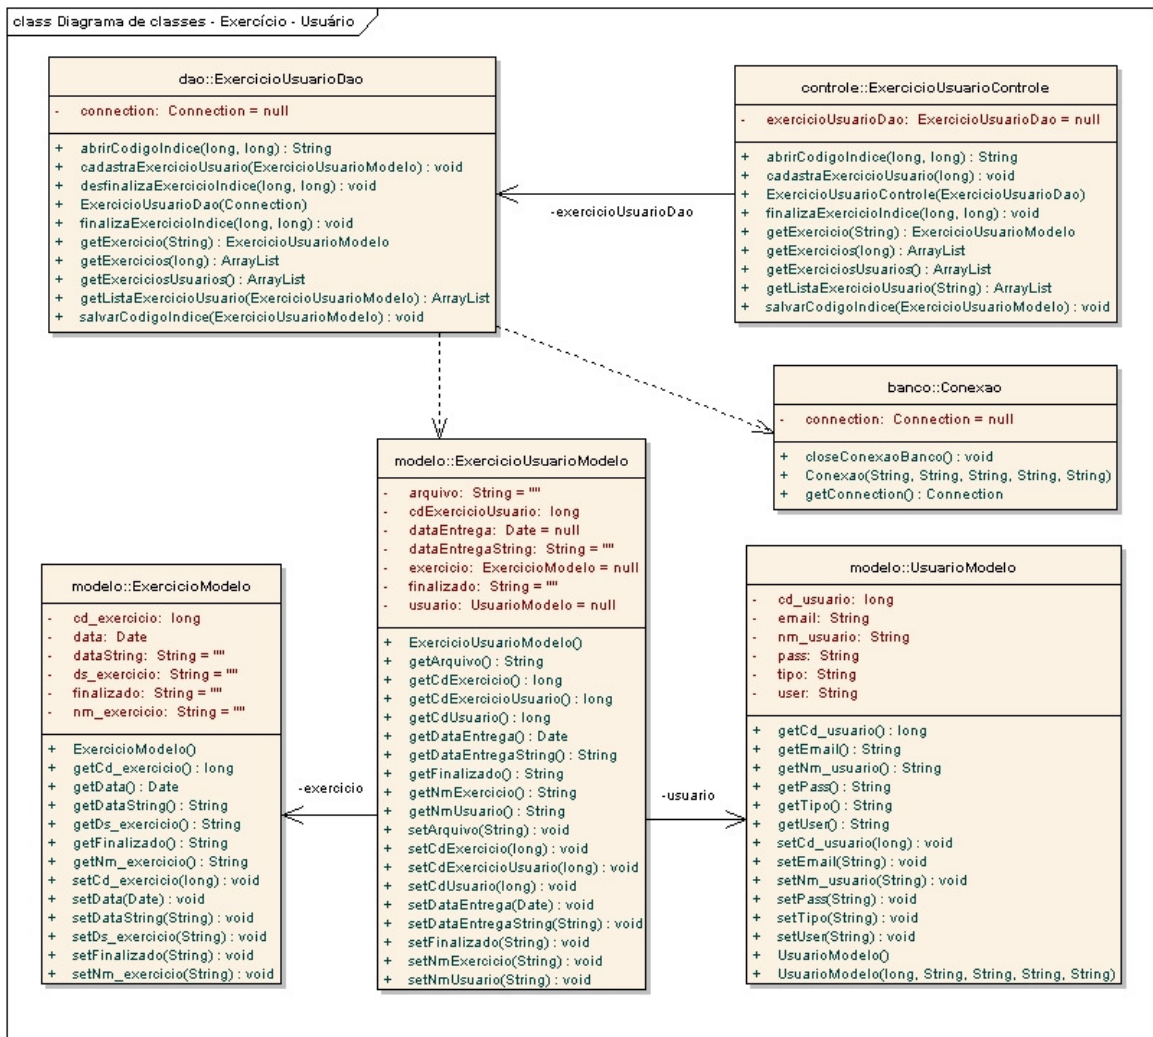 class Diagrama de classes - Exercício - Usuário
dao::ExercicioUsuarioDao
- connection: Connection = null
+ abrirCodigoIndice(long, long) : String
+ cadastraExercicioUsuario(ExercicioUsuarioModelo) : void
+ desfinalizaExercicioIndice(long, long) : void
+ ExercicioUsuarioDao(Connection)
+ finalizaExercicioIndice(long, long) : void
+ getExercicio(String) : ExercicioUsuarioModelo
+ getExercicios(long) : ArrayList
+ getExerciciosUsuarios() : ArrayList
+ getListaExercicioUsuario(ExercicioUsuarioModelo) : ArrayList
+ salvarCodigoIndice(ExercicioUsuarioModelo) : void
controle::ExercicioUsuarioControle
- exercicioUsuarioDao: ExercicioUsuarioDao = null
+ abrirCodigoIndice(long, long) : String
+ cadastraExercicioUsuario(long) : void
+ ExercicioUsuarioControle(ExercicioUsuarioDao)
+ finalizaExercicioIndice(long, long) : void
+ getExercicio(String) : ExercicioUsuarioModelo
+ getExercicios(long) : ArrayList
+ getExerciciosUsuarios() : ArrayList
+ getListaExercicioUsuario(String) : ArrayList
+ salvarCodigoIndice(ExercicioUsuarioModelo) : void
-exercicioUsuarioDao
banco::Conexao
- connection: Connection = null
+ closeConexaoBanco() : void
+ Conexao(String, String, String, String, String)
+ getConnection() : Connection
modelo::ExercicioUsuarioModelo
- arquivo: String = ""
- cdExercicioUsuario: long
- dataEntrega: Date = null
- dataEntregaString: String = ""
- exercicio: ExercicioModelo = null
- finalizado: String = ""
- usuario: UsuarioModelo = null
+ ExercicioUsuarioModelo()
+ getArquivo() : String
+ getCdExercicio() : long
+ getCdExercicioUsuario() : long
+ getCdUsuario() : long
+ getDataEntrega() : Date
+ getDataEntregaString() : String
+ getFinalizado() : String
+ getNmExercicio() : String
+ getNmUsuario() : String
+ setArquivo(String) : void
+ setCdExercicio(long) : void
+ setCdExercicioUsuario(long) : void
+ setCdUsuario(long) : void
+ setDataEntrega(Date) : void
+ setDataEntregaString(String) : void
+ setFinalizado(String) : void
+ setNmExercicio(String) : void
+ setNmUsuario(String) : void
modelo::ExercicioModelo
- cd_exercicio: long
- data: Date
- dataString: String = ""
- ds_exercicio: String = ""
- finalizado: String = ""
- nm_exercicio: String = ""
+ ExercicioModelo()
+ getCd_exercicio() : long
+ getData() : Date
+ getDataString() : String
+ getDs_exercicio() : String
+ getFinalizado() : String
+ getNm_exercicio() : String
+ setCd_exercicio(long) : void
+ setData(Date) : void
+ setDataString(String) : void
+ setDs_exercicio(String) : void
+ setFinalizado(String) : void
+ setNm_exercicio(String) : void
-exercicio
-usuario
modelo::UsuarioModelo
- cd_usuario: long
- email: String
- nm_usuario: String
- pass: String
- tipo: String
- user: String
+ getCd_usuario() : long
+ getEmail() : String
+ getNm_usuario() : String
+ getPass() : String
+ getTipo() : String
+ getUser() : String
+ setCd_usuario(long) : void
+ setEmail(String) : void
+ setNm_usuario(String) : void
+ setPass(String) : void
+ setTipo(String) : void
+ setUser(String) : void
+ UsuarioModelo()
+ UsuarioModelo(long, String, String, String, String)